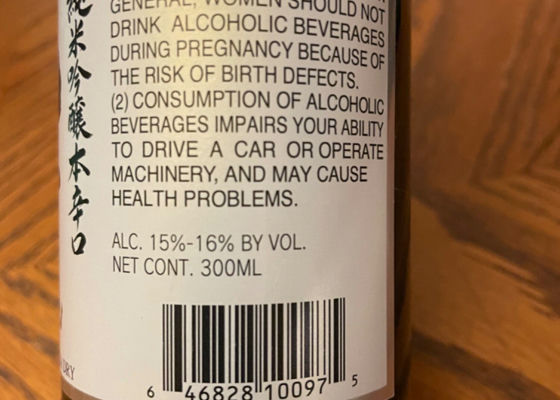 純米吟醸本辛口
GENERAL, WOMEN SHOULD NOT
DRINK ALCOHOLIC BEVERAGES
DURING PREGNANCY BECAUSE OF
THE RISK OF BIRTH DEFECTS.
(2) CONSUMPTION OF ALCOHOLIC
BEVERAGES IMPAIRS YOUR ABILITY
TO DRIVE A CAR OR OPERATE
MACHINERY, AND MAY CAUSE
HEALTH PROBLEMS.
ALC. 15%-16% BY VOL.
NET CONT. 300ML
DRY
6 46828 10097 5